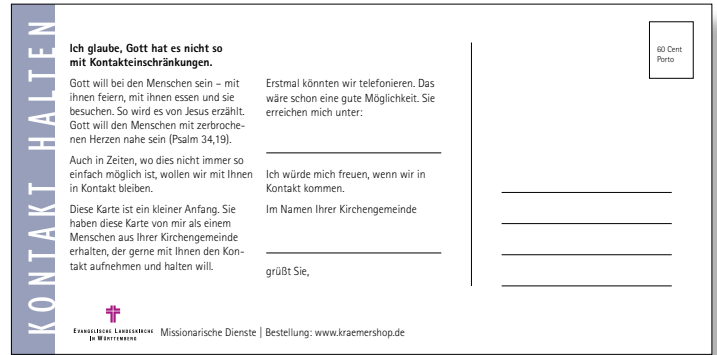 KONTAKT HALTEN
Ich glaube, Gott hat es nicht so
mit Kontakteinschränkungen.
Gott will bei den Menschen sein – mit
ihnen feiern, mit ihnen essen und sie
besuchen. So wird es von Jesus erzählt.
Gott will den Menschen mit zerbroche-
nen Herzen nahe sein (Psalm 34,19).
Auch in Zeiten, wo dies nicht immer so
einfach möglich ist, wollen wir mit Ihnen
in Kontakt bleiben.
Diese Karte ist ein kleiner Anfang. Sie
haben diese Karte von mir als einem
Menschen aus Ihrer Kirchengemeinde
erhalten, der gerne mit Ihnen den Kon-
takt aufnehmen und halten will.
Erstmal könnten wir telefonieren. Das
wäre schon eine gute Möglichkeit. Sie
erreichen mich unter:
Ich würde mich freuen, wenn wir in
Kontakt kommen.
Im Namen Ihrer Kirchengemeinde
grüßt Sie,
60 Cent
Porto
Evangelische Landeskirche
in Württemberg
Missionarische Dienste | Bestellung: www.kraemershop.de